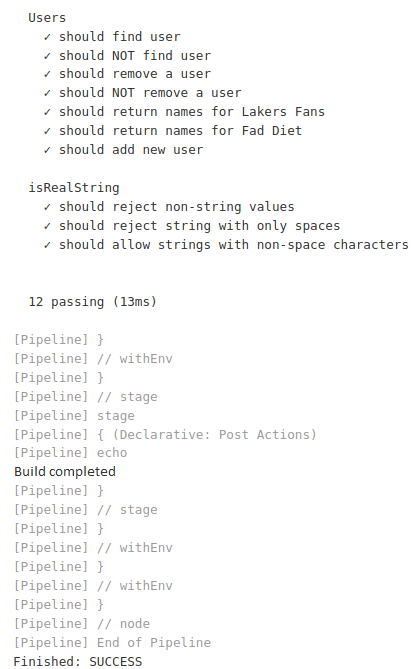 Users
✓ should find user
✓ should NOT find user
✓ should remove a user
✓ should NOT remove a user
✓ should return names for Lakers Fans
✓ should return names for Fad Diet
✓ should add new user
isRealString
✓ should reject non-string values
✓ should reject string with only spaces
✓ should allow strings with non-space characters
12 passing (13ms)
[Pipeline] }
[Pipeline] // withEnv
[Pipeline] }
[Pipeline] // stage
[Pipeline] stage
[Pipeline] { (Declarative: Post Actions)
[Pipeline] echo
Build completed
[Pipeline] }
[Pipeline] // stage
[Pipeline] }
[Pipeline] // withEnv
[Pipeline] }
[Pipeline] // withEnv
[Pipeline] }
[Pipeline] // node
[Pipeline] End of Pipeline
Finished: SUCCESS